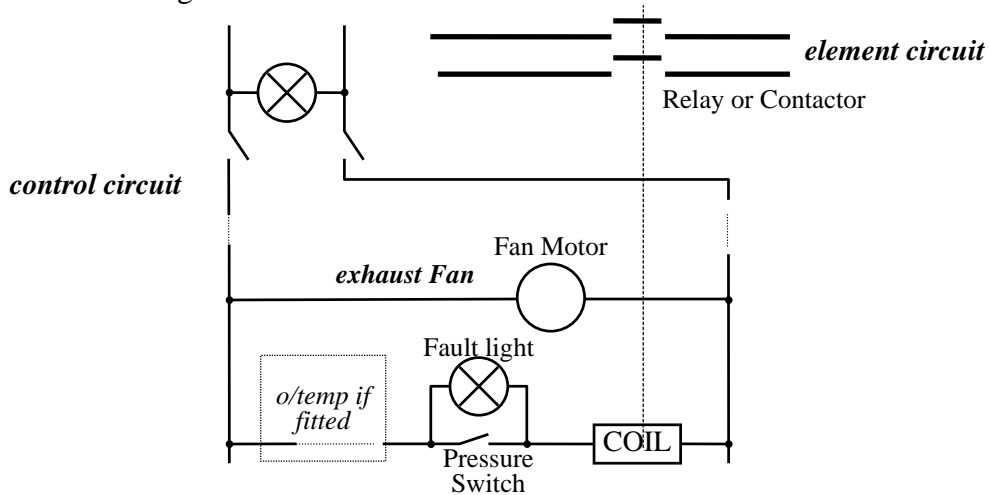 element circuit
Relay or Contactor
control circuit
Fan Motor
exhaust Fan
Fault light
o/temp if
fitted
COIL
Pressure
Switch